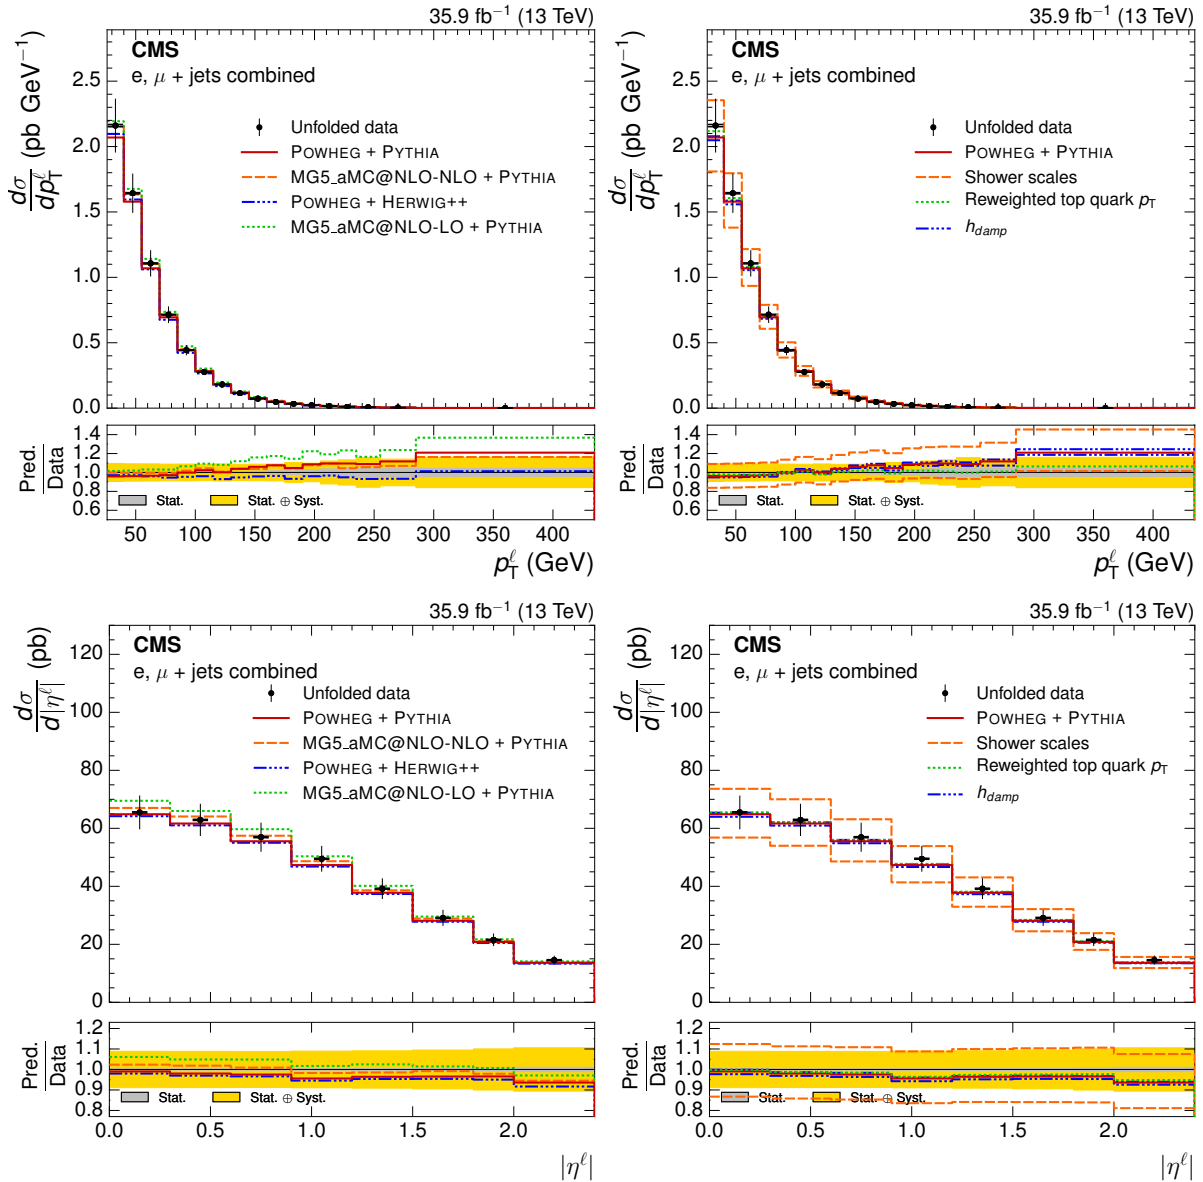 35.9 fb⁻¹ (13 TeV)
CMS
e, μ + jets combined
Unfolded data
POWHEG + PYTHIA
MG5_aMC@NLO-NLO + PYTHIA
POWHEG + HERWIG++
MG5_aMC@NLO-LO + PYTHIA
dσ/dp_T^ℓ (pb GeV⁻¹)
2.5
2.0
1.5
1.0
0.5
0.0
Pred./Data
1.4
1.2
1.0
0.8
0.6
Stat.
Stat. ⊕ Syst.
50 100 150 200 250 300 350 400
p_T^ℓ (GeV)
35.9 fb⁻¹ (13 TeV)
CMS
e, μ + jets combined
Unfolded data
POWHEG + PYTHIA
Shower scales
Reweighted top quark p_T
h_damp
dσ/dp_T^ℓ (pb GeV⁻¹)
2.5
2.0
1.5
1.0
0.5
0.0
Pred./Data
1.4
1.2
1.0
0.8
0.6
Stat.
Stat. ⊕ Syst.
50 100 150 200 250 300 350 400
p_T^ℓ (GeV)
35.9 fb⁻¹ (13 TeV)
CMS
e, μ + jets combined
Unfolded data
POWHEG + PYTHIA
MG5_aMC@NLO-NLO + PYTHIA
POWHEG + HERWIG++
MG5_aMC@NLO-LO + PYTHIA
dσ/d|η^ℓ| (pb)
120
100
80
60
40
20
0
Pred./Data
1.2
1.1
1.0
0.9
0.8
Stat.
Stat. ⊕ Syst.
0.0 0.5 1.0 1.5 2.0
|η^ℓ|
35.9 fb⁻¹ (13 TeV)
CMS
e, μ + jets combined
Unfolded data
POWHEG + PYTHIA
Shower scales
Reweighted top quark p_T
h_damp
dσ/d|η^ℓ| (pb)
120
100
80
60
40
20
0
Pred./Data
1.2
1.1
1.0
0.9
0.8
Stat.
Stat. ⊕ Syst.
0.0 0.5 1.0 1.5 2.0
|η^ℓ|